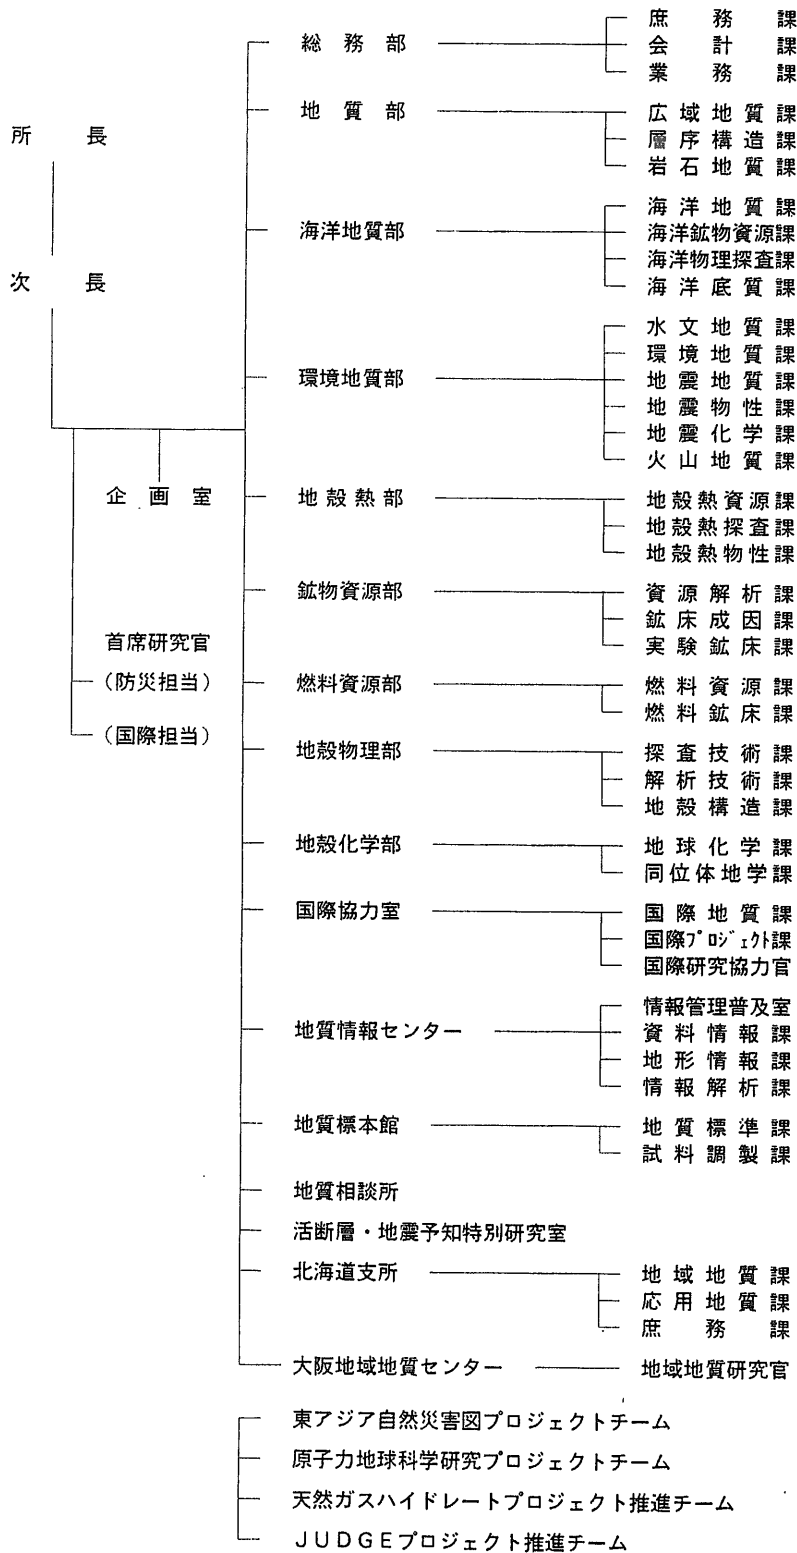 所長
次長
企画室
首席研究官
(防災担当)
(国際担当)
総務部
庶務課
会計課
業務課
地質部
広域地質課
層序構造課
岩石地質課
海洋地質部
海洋地質課
海洋鉱物資源課
海洋物理探査課
海洋底質課
環境地質部
水文地質課
環境地質課
地震地質課
地震物性課
地震化学課
火山地質課
地殻熱部
地殻熱資源課
地殻熱探査課
地殻熱物性課
鉱物資源部
資源解析課
鉱床成因課
実験鉱床課
燃料資源部
燃料資源課
燃料鉱床課
地殻物理部
探査技術課
解析技術課
地殻構造課
地殻化学部
地球化学課
同位体地学課
国際協力室
国際地質課
国際プロジェクト課
国際研究協力官
地質情報センター
情報管理普及室
資料情報課
地形情報課
情報解析課
地質標本館
地質標準課
試料調製課
地質相談所
活断層・地震予知特別研究室
北海道支所
地域地質課
応用地質課
庶務課
大阪地域地質センター
地域地質研究官
東アジア自然災害図プロジェクトチーム
原子力地球科学研究プロジェクトチーム
天然ガスハイドレートプロジェクト推進チーム
JUDGEプロジェクト推進チーム